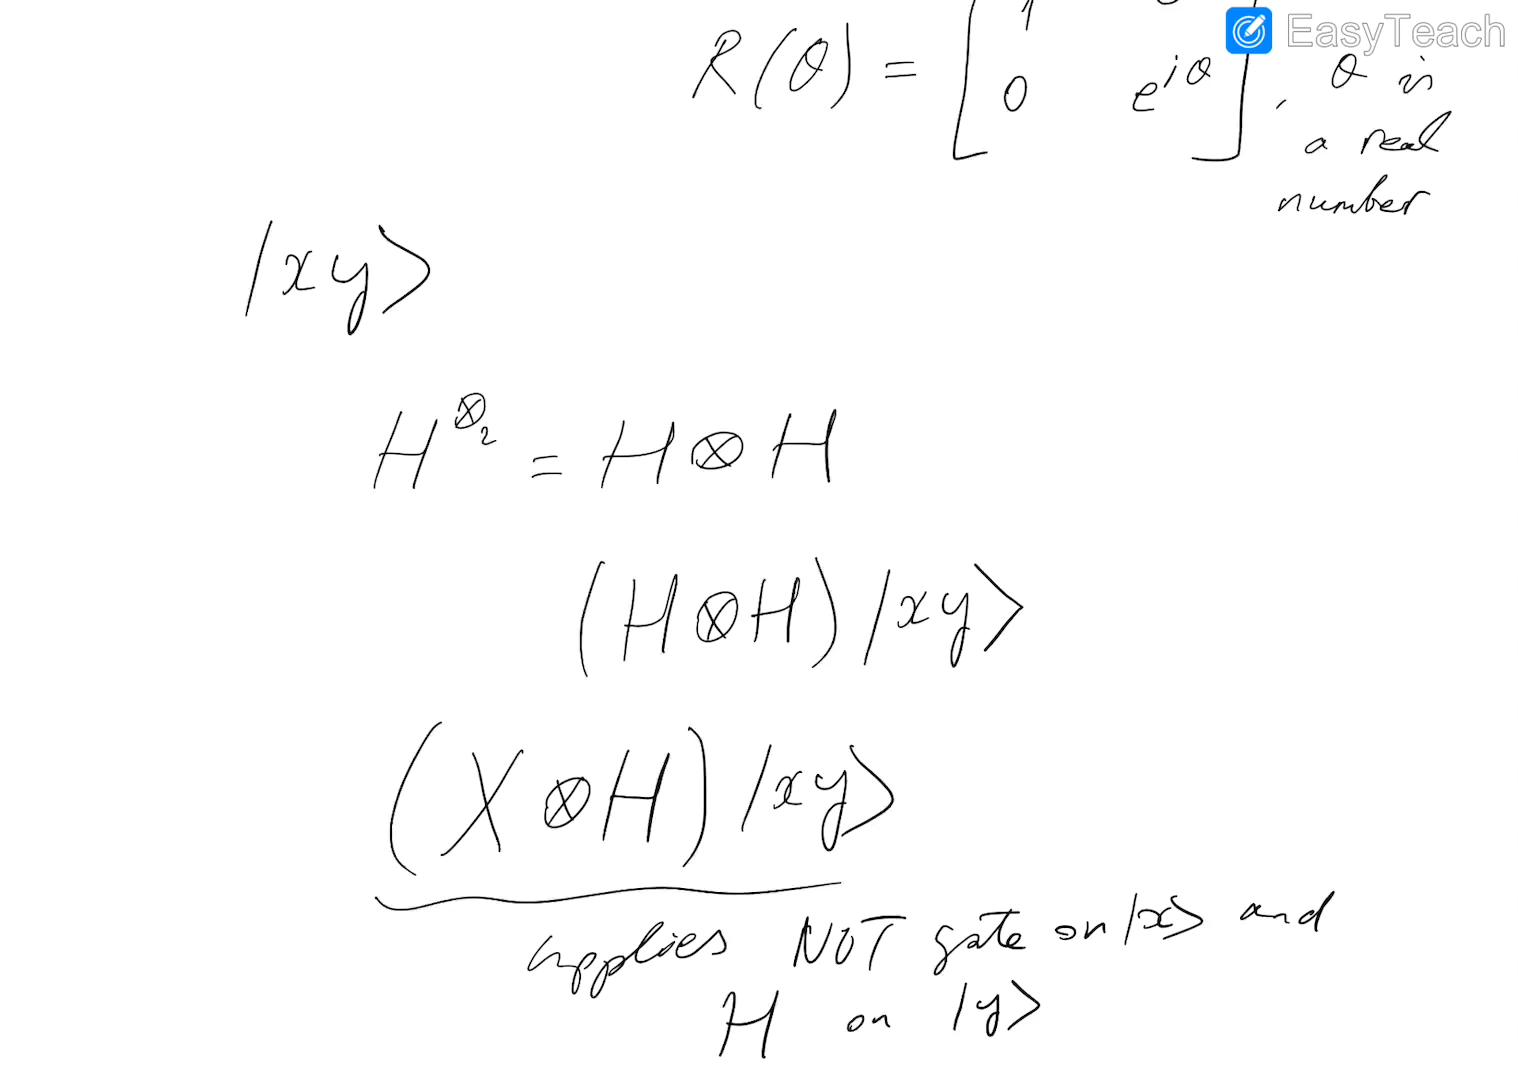 EasyTeach
R(θ) = [1 0
0 e^{iθ}], θ is
a real
number
|xy⟩
H^{⊗2} = H ⊗ H
(H ⊗ H) |xy⟩
(X ⊗ H) |xy⟩
applies NOT gate on |x⟩ and
H on |y⟩